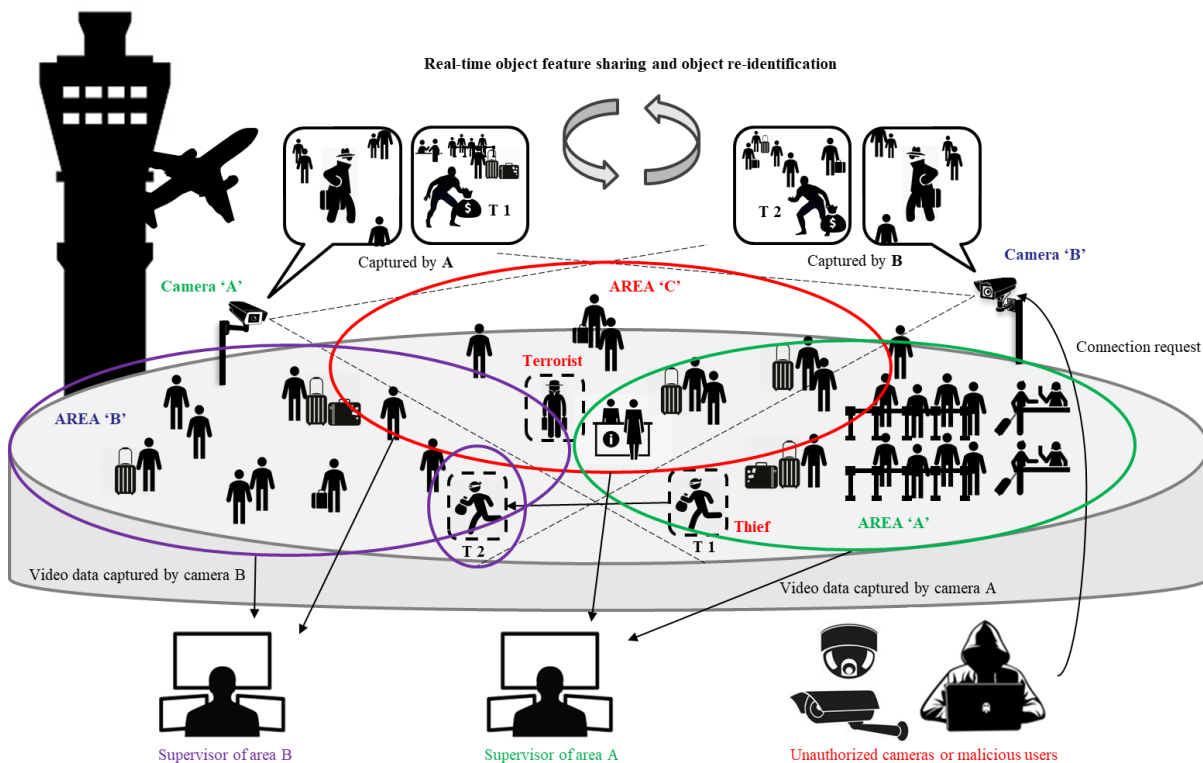 Real-time object feature sharing and object re-identification
T 1
T 2
Captured by A
Captured by B
Camera ‘A’
Camera ‘B’
AREA ‘C’
Connection request
Terrorist
AREA ‘B’
AREA ‘A’
Thief
T 2
T 1
Video data captured by camera B
Video data captured by camera A
Supervisor of area B
Supervisor of area A
Unauthorized cameras or malicious users